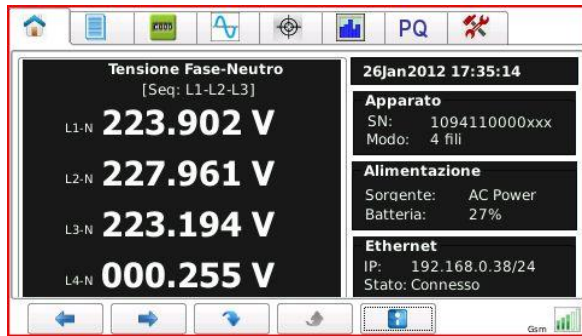 PQ
Tensione Fase-Neutro
[Seq: L1-L2-L3]
L1-N 223.902 V
L2-N 227.961 V
L3-N 223.194 V
L4-N 000.255 V
26Jan2012 17:35:14
Apparato
SN: 1094110000xxx
Modo: 4 fili
Alimentazione
Sorgente: AC Power
Batteria: 27%
Ethernet
IP: 192.168.0.38/24
Stato: Connesso
Gsm